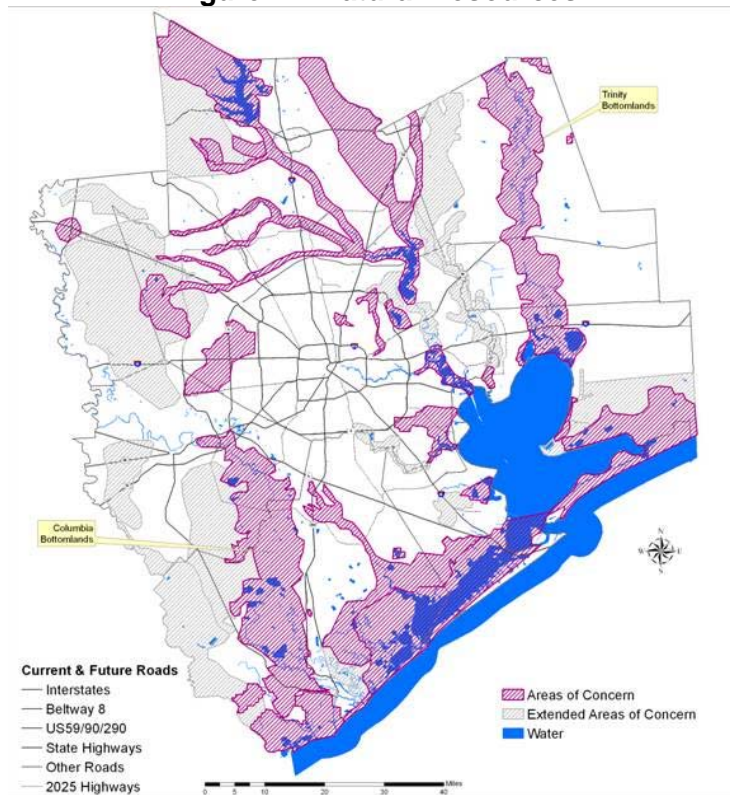 Trinity
Bottomlands
Columbia
Bottomlands
N
W E
S
Current & Future Roads
Interstates
Beltway 8
US59/90/290
State Highways
Other Roads
2025 Highways
Areas of Concern
Extended Areas of Concern
Water
Miles
0 5 10 20 30 40